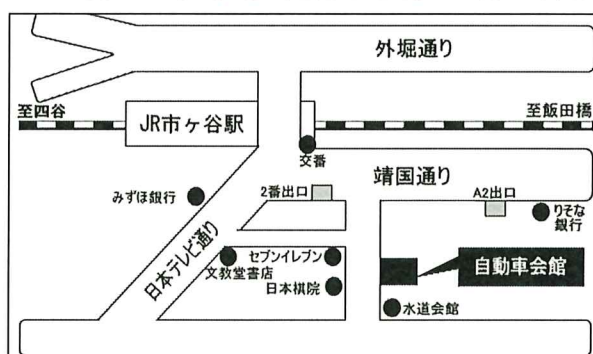 外堀通り
至四谷
JR市ヶ谷駅
至飯田橋
交番
靖国通り
みずほ銀行
2番出口
A2出口
りそな
銀行
日本テレビ通り
セブンイレブン
文教堂書店
日本棋院
自動車会館
水道会館